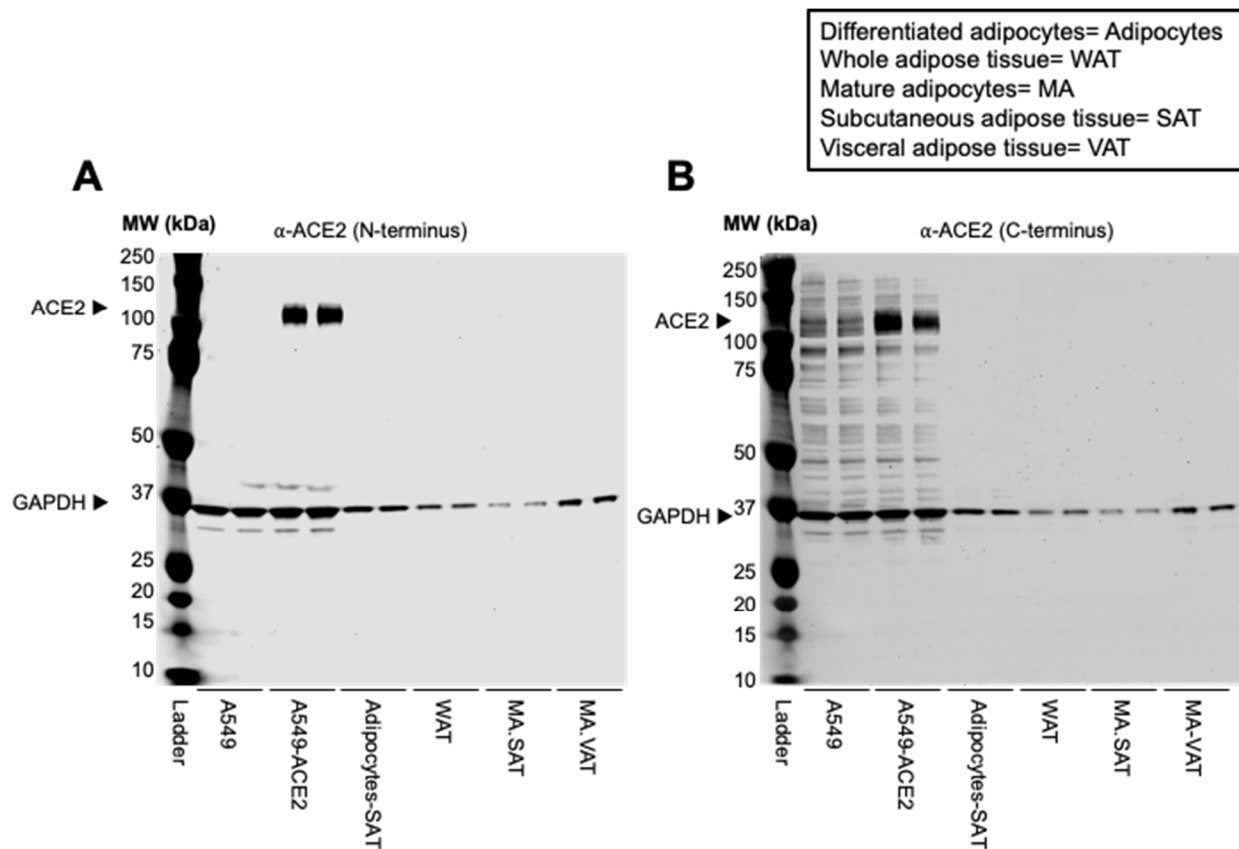 Differentiated adipocytes= Adipocytes
Whole adipose tissue= WAT
Mature adipocytes= MA
Subcutaneous adipose tissue= SAT
Visceral adipose tissue= VAT
A
MW (kDa)
α-ACE2 (N-terminus)
250
150
ACE2
100
75
50
37
GAPDH
25
20
15
10
Ladder
A549
A549-ACE2
Adipocytes-SAT
WAT
MA.SAT
MA.VAT
B
MW (kDa)
α-ACE2 (C-terminus)
250
150
ACE2
100
75
50
37
GAPDH
25
20
15
10
Ladder
A549
A549-ACE2
Adipocytes-SAT
WAT
MA.SAT
MA-VAT